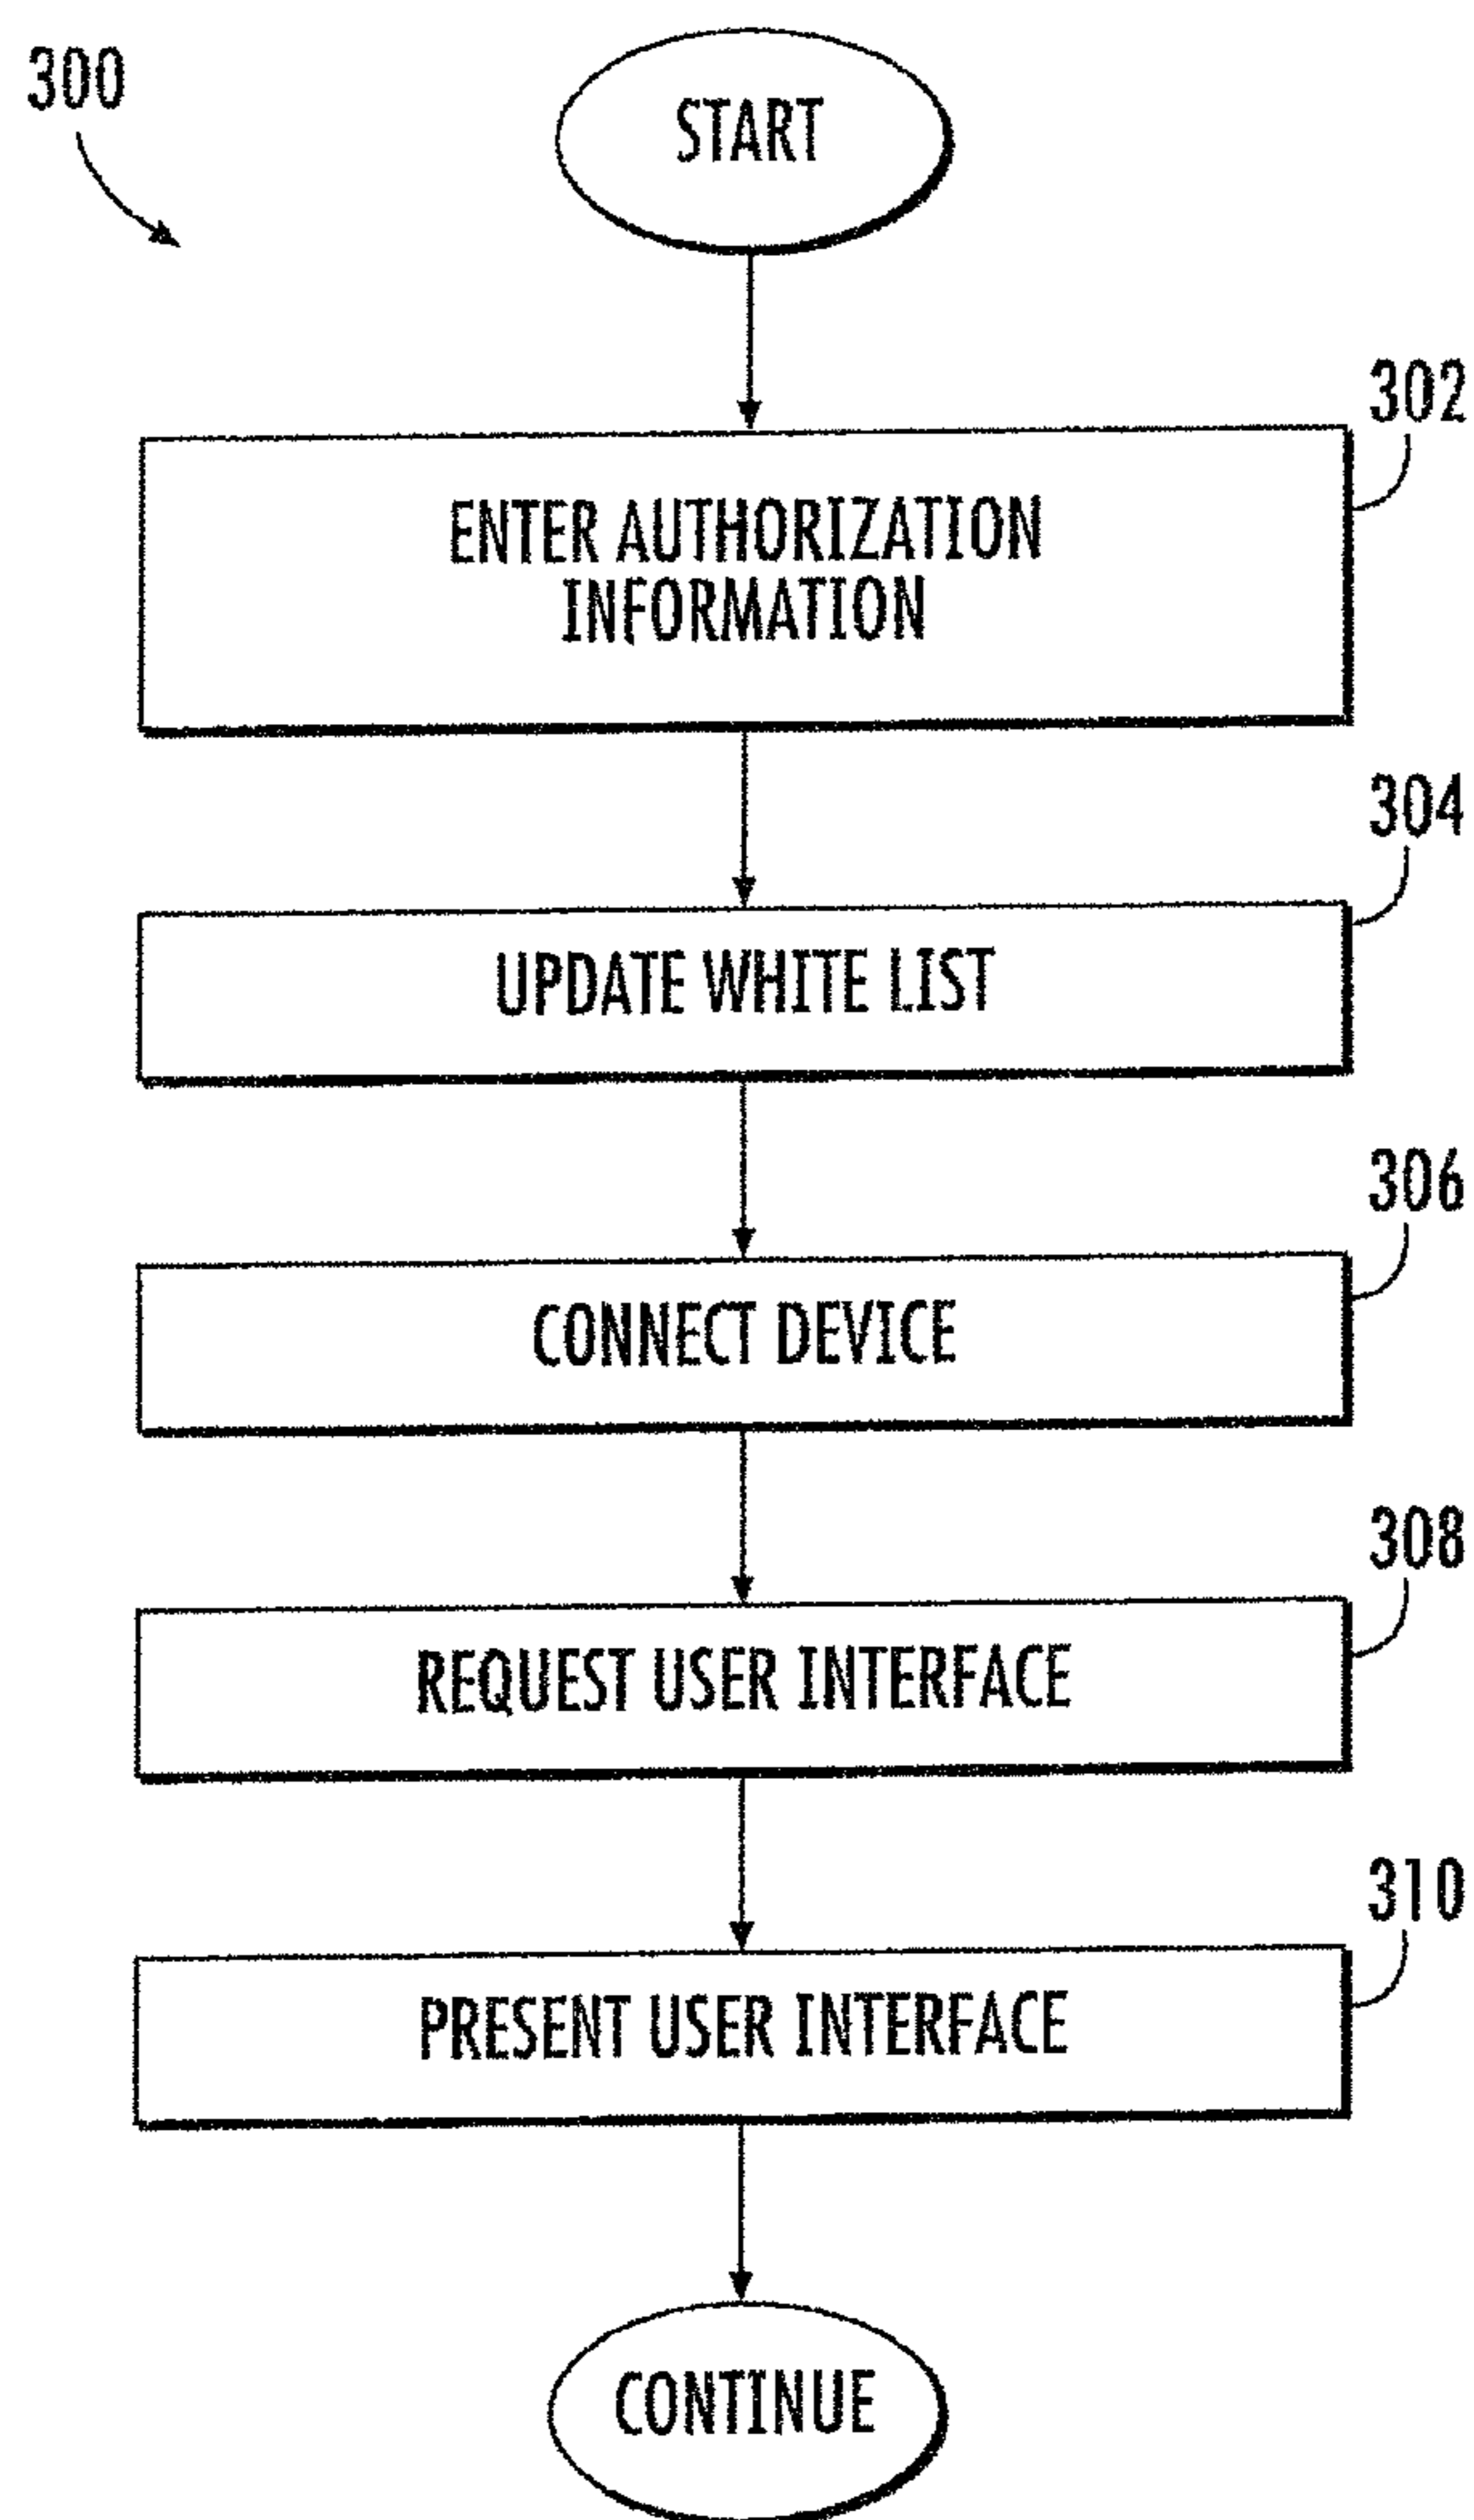 300
START
302
ENTER AUTHORIZATION
INFORMATION
304
UPDATE WHITE LIST
306
CONNECT DEVICE
308
REQUEST USER INTERFACE
310
PRESENT USER INTERFACE
CONTINUE